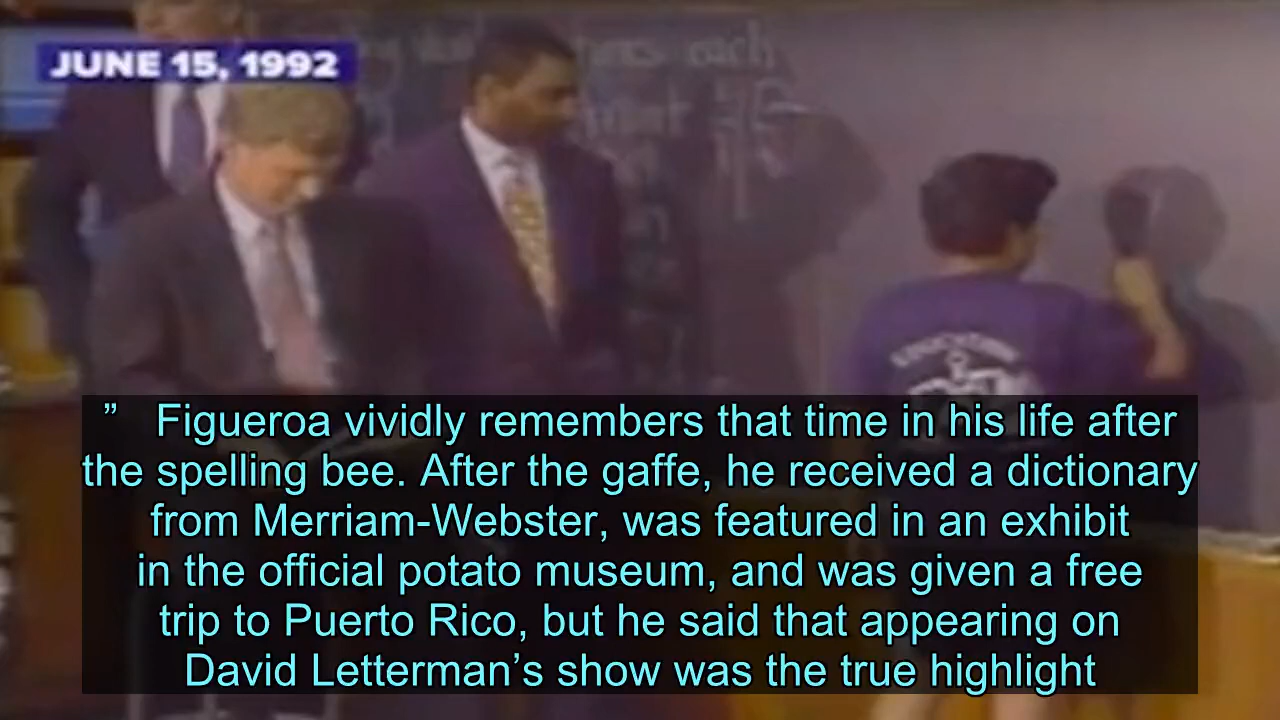 JUNE 15, 1992
” Figueroa vividly remembers that time in his life after
the spelling bee. After the gaffe, he received a dictionary
from Merriam-Webster, was featured in an exhibit
in the official potato museum, and was given a free
trip to Puerto Rico, but he said that appearing on
David Letterman’s show was the true highlight